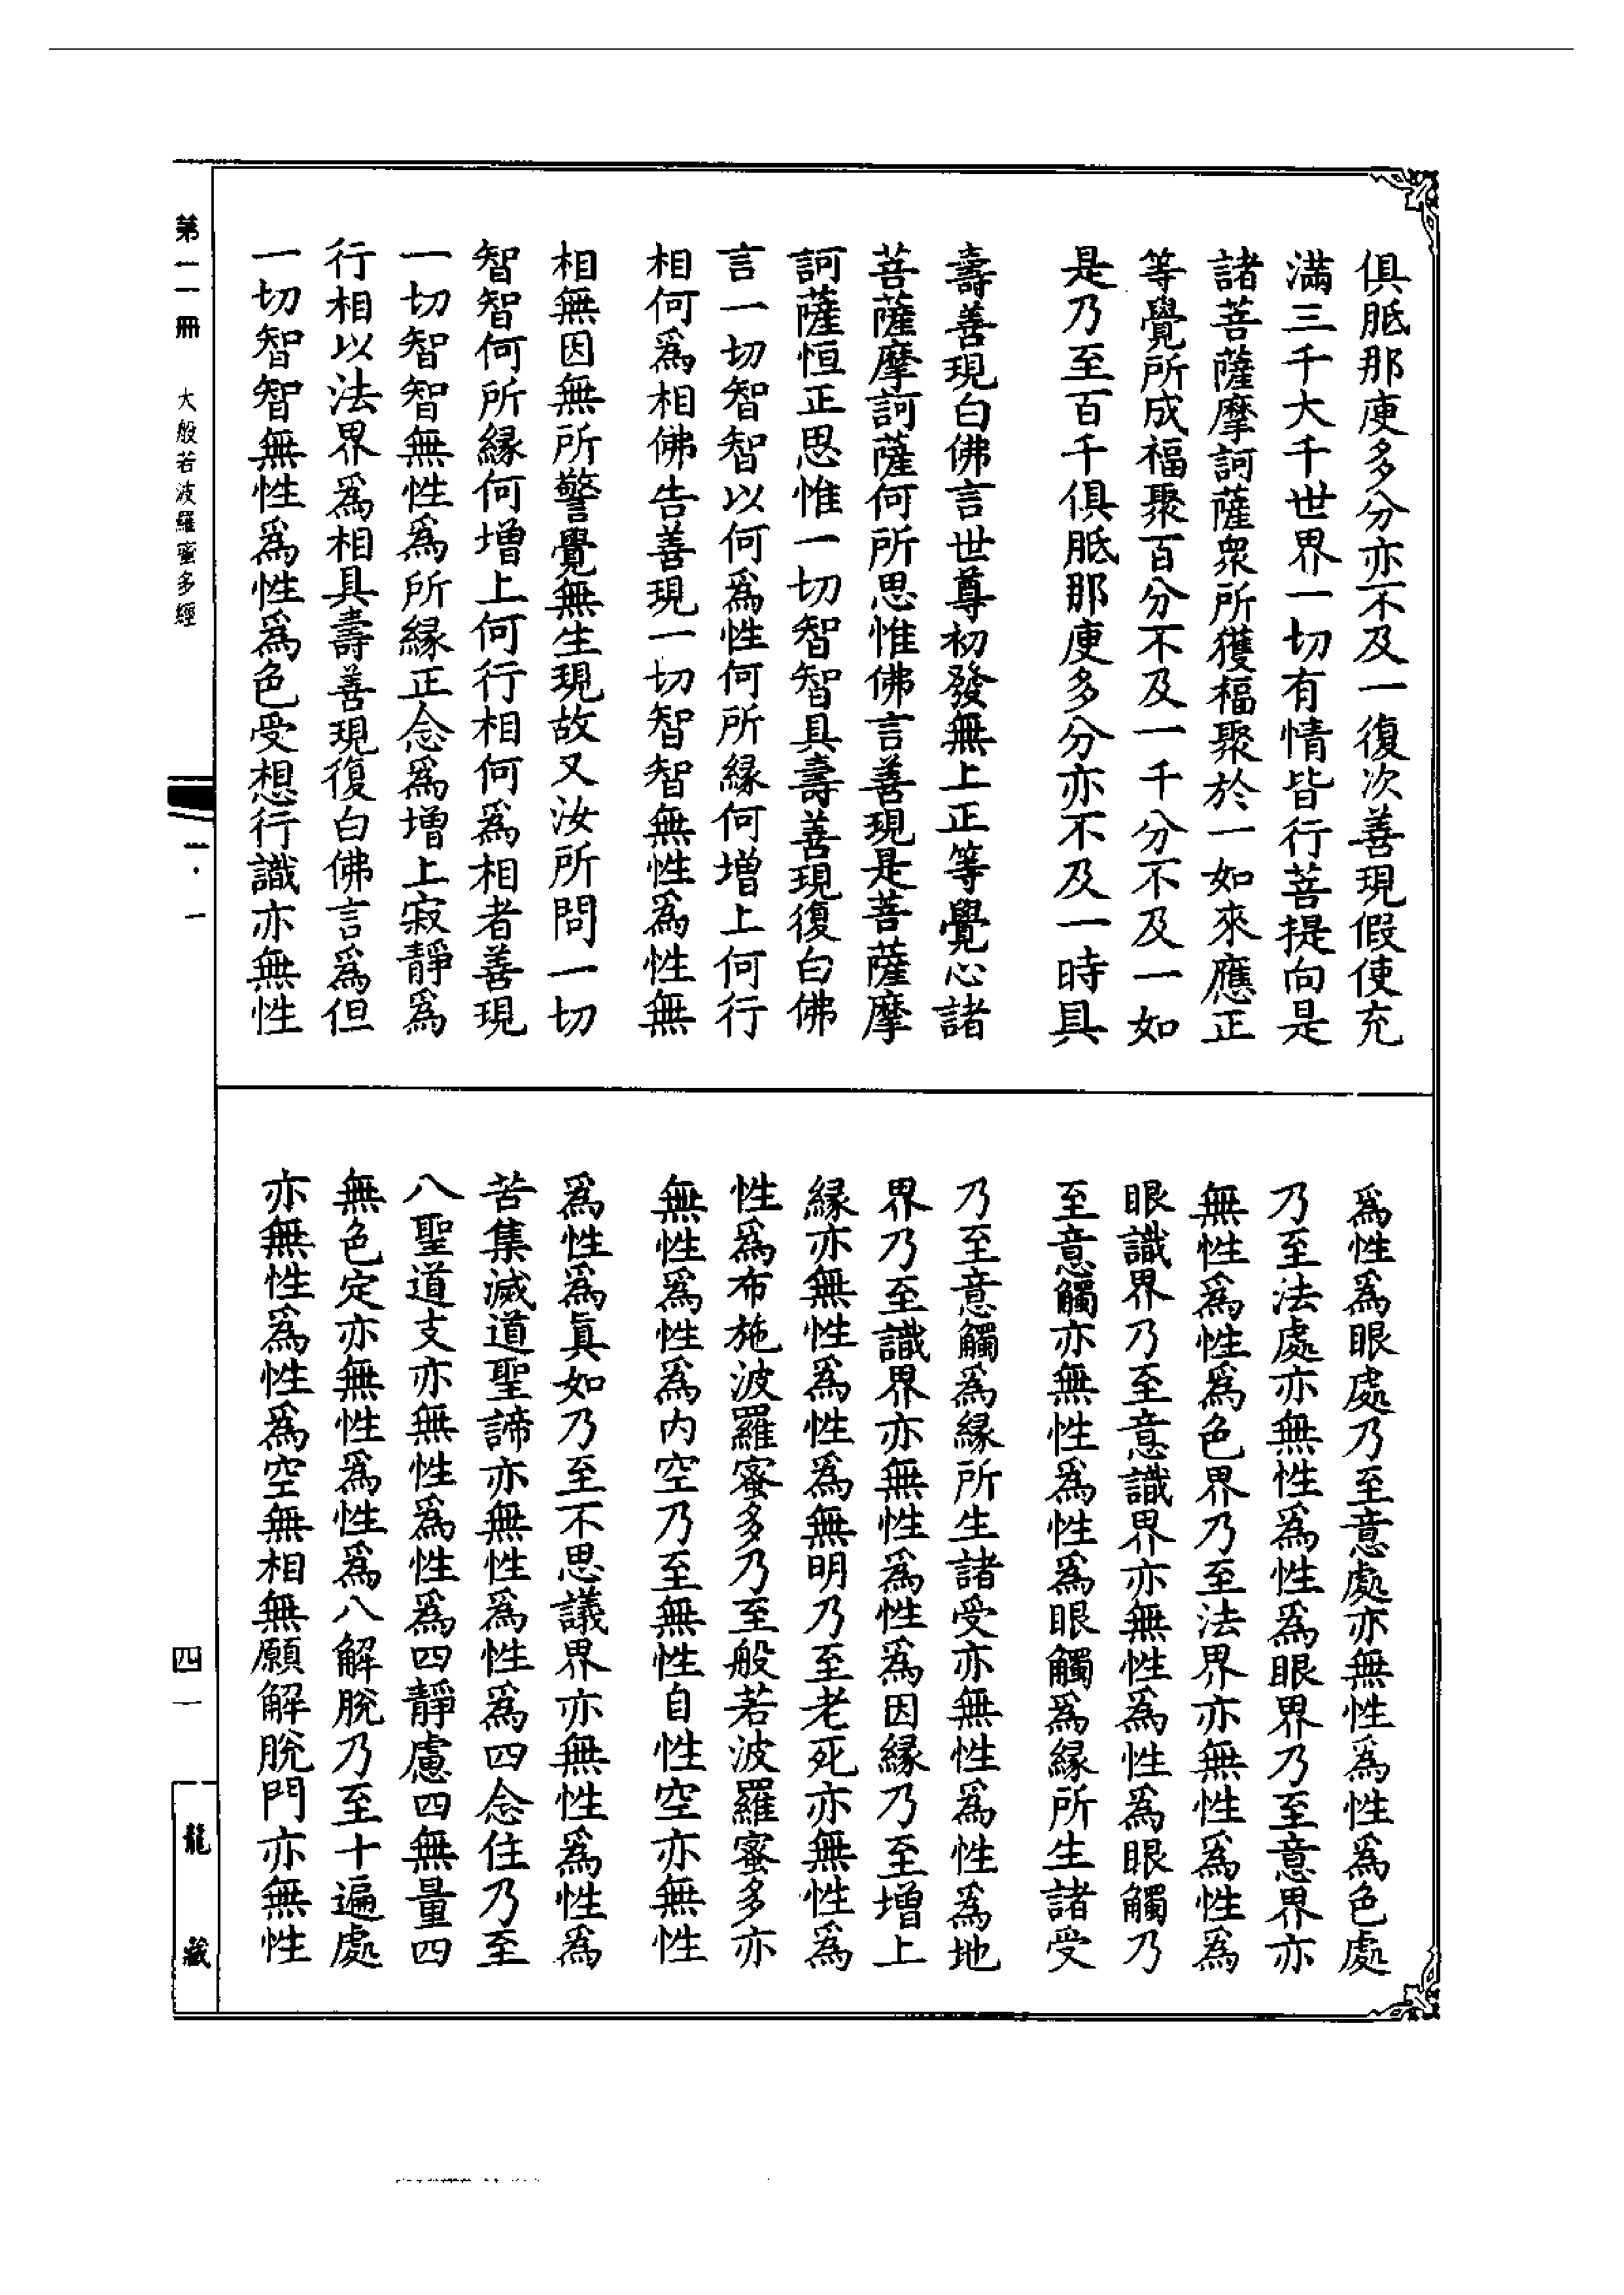 俱胝那庾多分亦不及一復次善現假使充
滿三千大千世界一切有情皆行菩提向是
諸菩薩摩訶薩衆所獲福聚於一如來應正
等覺所成福聚百分不及一千分不及一如
是乃至百千俱胝那庾多分亦不及一時具
壽善現白佛言世尊初發無上正等覺心諸
菩薩摩訶薩何所思惟佛言善現是菩薩摩
訶薩恒正思惟一切智智具壽善現復白佛
言一切智智以何爲性何所緣何增上何行
相何爲相佛告善現一切智智無性爲性無
相無因無所警覺無生現故又汝所問一切
智智何所緣何增上何行相何爲相者善現
一切智智無性爲所緣正念爲增上寂靜爲
行相以法界爲相具壽善現復白佛言爲但
一切智智無性爲性爲色受想行識亦無性
爲性爲眼處乃至意處亦無性爲性爲色處
乃至法處亦無性爲性爲眼界乃至意界亦
無性爲性爲色界乃至法界亦無性爲性爲
眼識界乃至意識界亦無性爲性爲眼觸乃
至意觸亦無性爲性爲眼觸爲緣所生諸受
乃至意觸爲緣所生諸受亦無性爲性爲地
界乃至識界亦無性爲性爲因緣乃至增上
緣亦無性爲性爲無明乃至老死亦無性爲
性爲布施波羅蜜多乃至般若波羅蜜多亦
無性爲性爲内空乃至無性自性空亦無性
爲性爲眞如乃至不思議界亦無性爲性爲
苦集滅道聖諦亦無性爲性爲四念住乃至
八聖道支亦無性爲性爲四靜慮四無量四
無色定亦無性爲性爲八解脫乃至十遍處
亦無性爲性爲空無相無願解脫門亦無性
第二冊 大般若波羅蜜多經 二·一 四一 龍藏